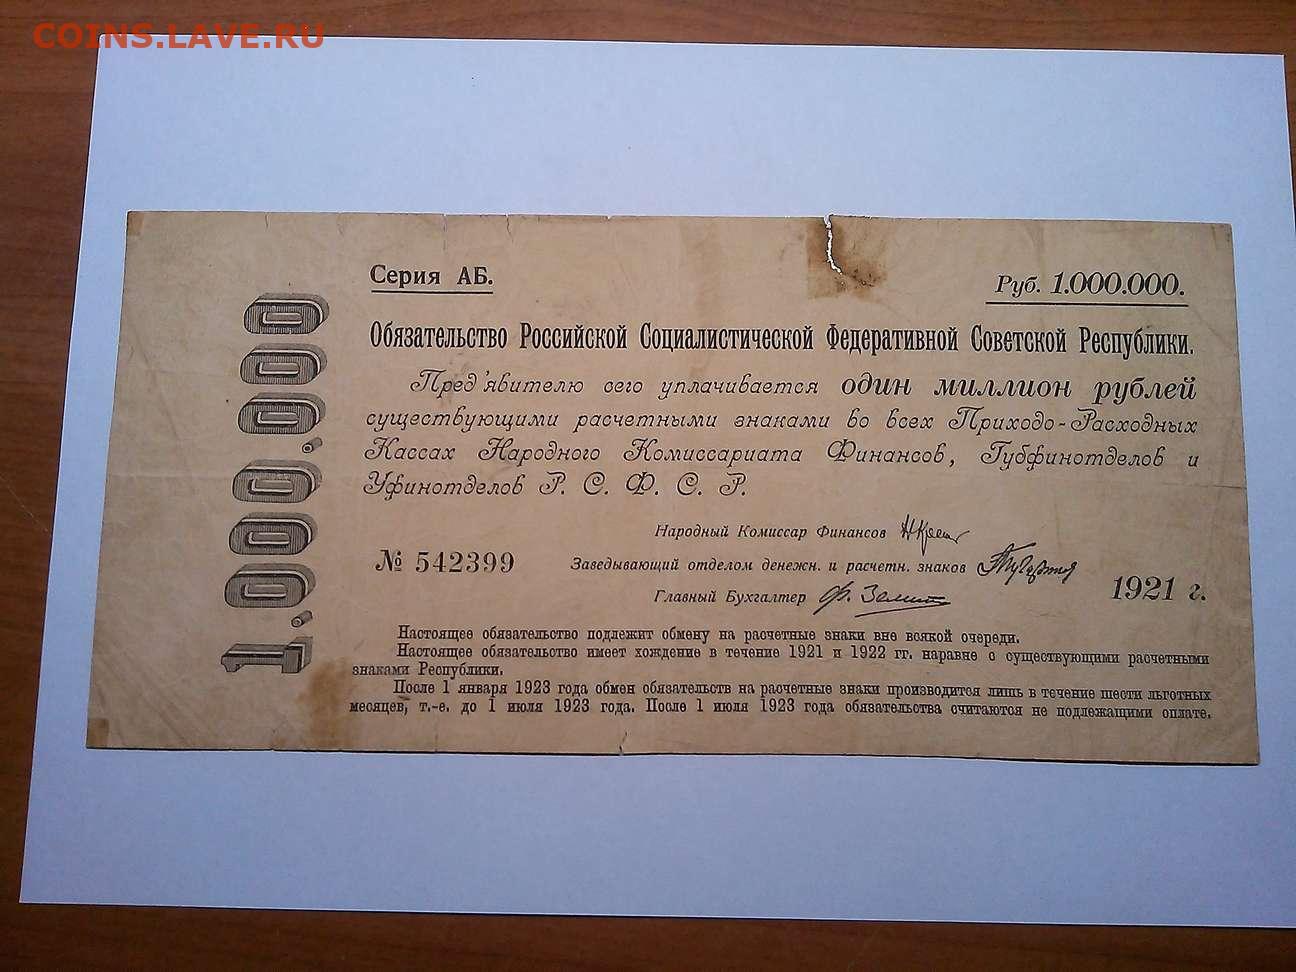 COINS.LAVE.RU
Серия АБ.
Руб. 1.000.000.
1.000.000.000
Обязательство Российской Социалистической Федеративной Советской Республики.
Пред'явителю сего уплачивается один миллион рублей
существующими расчетными знаками во всех Приходо-Расходных
Кассах Народного Комиссариата Финансов, Губфинотделов и
Уфинотделов Р. С. Ф. С. Р.
Народный Комиссар Финансов
№ 542399
Заведывающий отделом денежн. и расчетн. знаков
1921 г.
Главный Бухгалтер
Настоящее обязательство подлежит обмену на расчетные знаки вне всякой очереди.
Настоящее обязательство имеет хождение в течение 1921 и 1922 гг. наравне с существующими расчетными
знаками Республики.
После 1 января 1923 года обмен обязательств на расчетные знаки производится лишь в течение шести льготных
месяцев, т.-е. до 1 июля 1923 года. После 1 июля 1923 года обязательства считаются не подлежащими оплате.